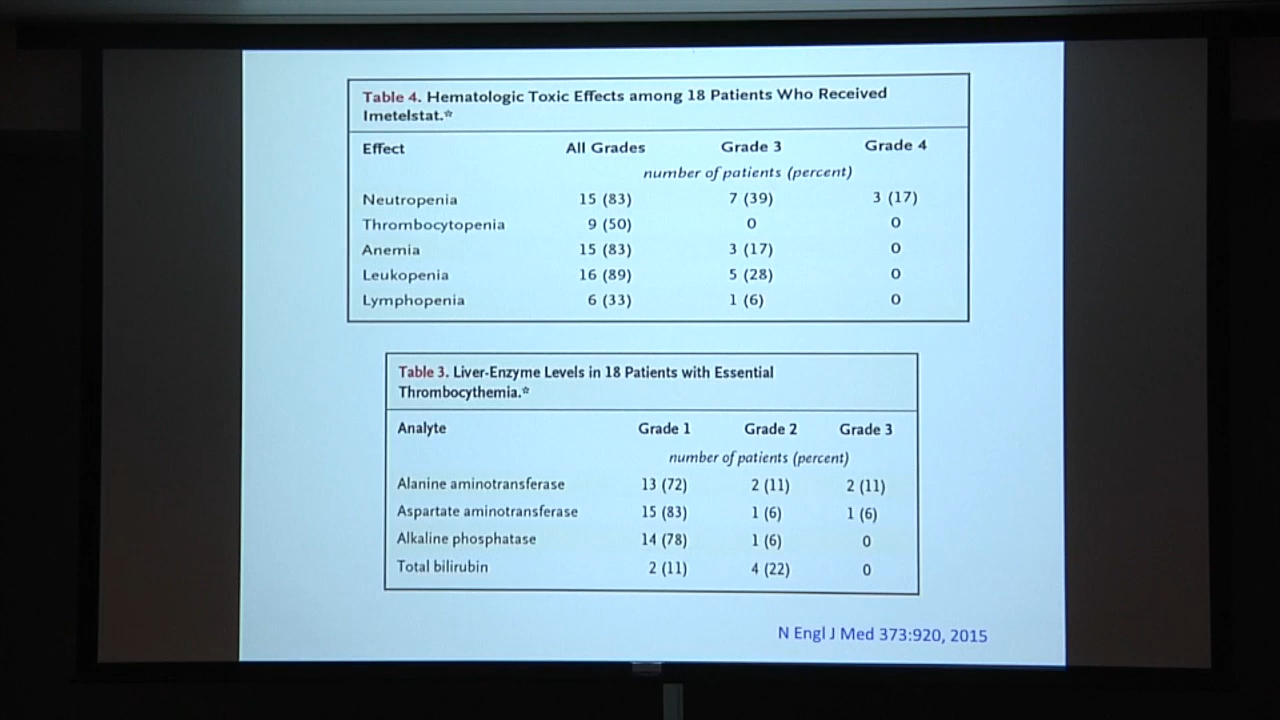 Table 4. Hematologic Toxic Effects among 18 Patients Who Received
Imetelstat.*
Effect All Grades Grade 3 Grade 4
number of patients (percent)
Neutropenia 15 (83) 7 (39) 3 (17)
Thrombocytopenia 9 (50) 0 0
Anemia 15 (83) 3 (17) 0
Leukopenia 16 (89) 5 (28) 0
Lymphopenia 6 (33) 1 (6) 0
Table 3. Liver-Enzyme Levels in 18 Patients with Essential
Thrombocythemia.*
Analyte Grade 1 Grade 2 Grade 3
number of patients (percent)
Alanine aminotransferase 13 (72) 2 (11) 2 (11)
Aspartate aminotransferase 15 (83) 1 (6) 1 (6)
Alkaline phosphatase 14 (78) 1 (6) 0
Total bilirubin 2 (11) 4 (22) 0
N Engl J Med 373:920, 2015